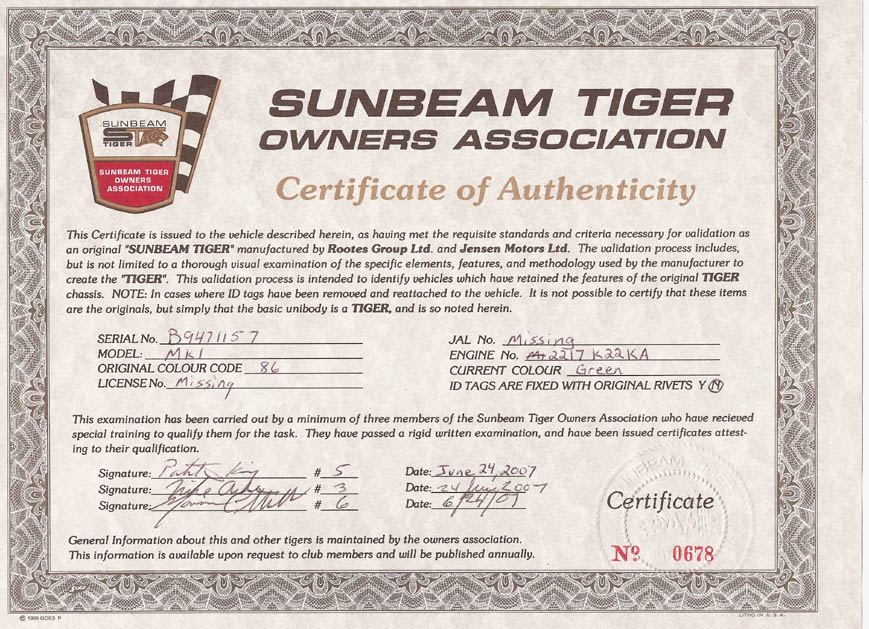 SUNBEAM
TIGER
SUNBEAM TIGER
OWNERS
ASSOCIATION
SUNBEAM TIGER
OWNERS ASSOCIATION
Certificate of Authenticity
This Certificate is issued to the vehicle described herein, as having met the requisite standards and criteria necessary for validation as
an original "SUNBEAM TIGER" manufactured by Rootes Group Ltd. and Jensen Motors Ltd. The validation process includes,
but is not limited to a thorough visual examination of the specific elements, features, and methodology used by the manufacturer to
create the "TIGER". This validation process is intended to identify vehicles which have retained the features of the original TIGER
chassis. NOTE: In cases where ID tags have been removed and reattached to the vehicle. It is not possible to certify that these items
are the originals, but simply that the basic unibody is a TIGER, and is so noted herein.
SERIAL No. B9471157 JAL No. Missing
MODEL: MK1 ENGINE No. 2217 K22KA
ORIGINAL COLOUR CODE 86 CURRENT COLOUR Green
LICENSE No. Missing ID TAGS ARE FIXED WITH ORIGINAL RIVETS Y N
This examination has been carried out by a minimum of three members of the Sunbeam Tiger Owners Association who have recieved
special training to qualify them for the task. They have passed a rigid written examination, and have been issued certificates attest-
ing to their qualification.
Signature: # 5 Date: June 24, 2007
Signature: Mike # 3 Date: 24 2007
Signature: # 6 Date: 6/24/07
Certificate
Nº 0678
General Information about this and other tigers is maintained by the owners association.
This information is available upon request to club members and will be published annually.
© 1989 GOES P
LITHO. IN U.S.A.